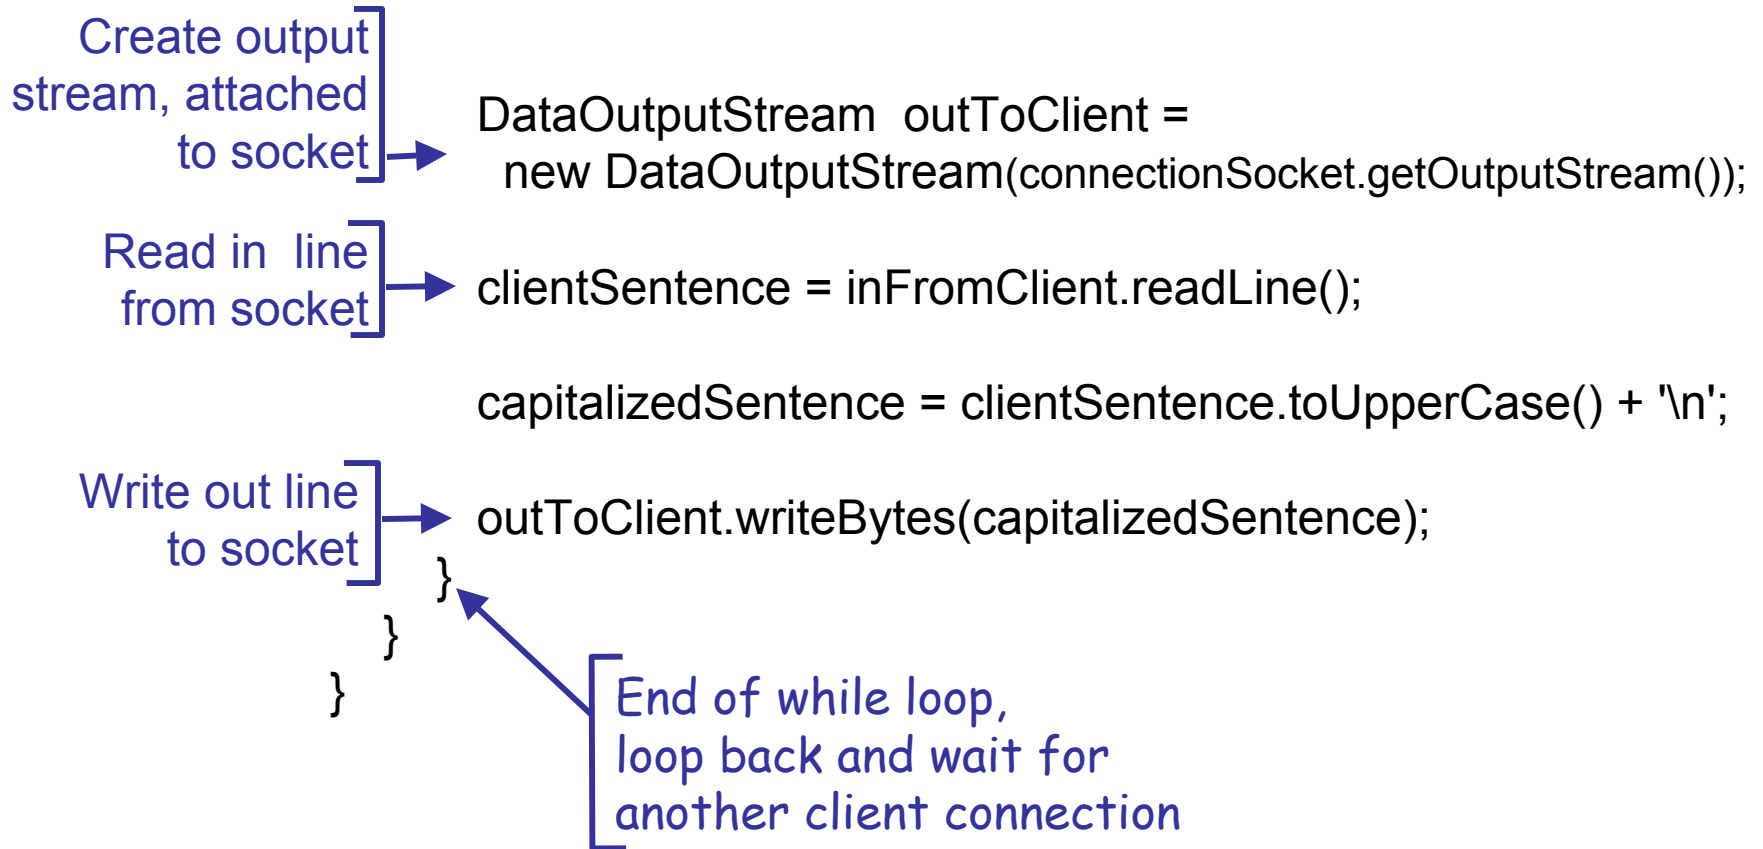 Create output
stream, attached
to socket
DataOutputStream  outToClient =
new DataOutputStream(connectionSocket.getOutputStream());
Read in  line
from socket
clientSentence = inFromClient.readLine();
capitalizedSentence = clientSentence.toUpperCase() + '\n';
Write out line
to socket
outToClient.writeBytes(capitalizedSentence);
}
}
}
End of while loop,
loop back and wait for
another client connection